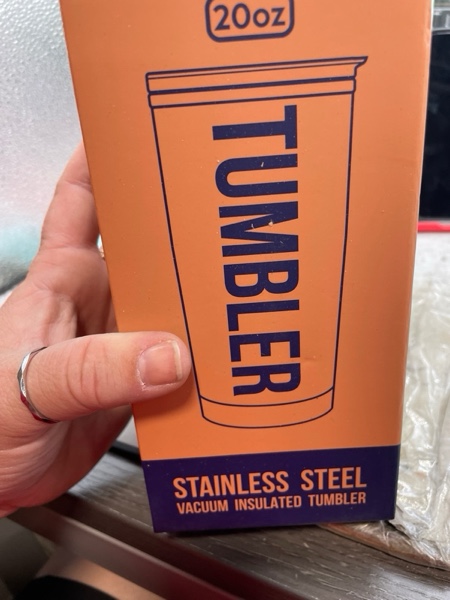 20oz
TUMBLER
STAINLESS STEEL
VACUUM INSULATED TUMBLER